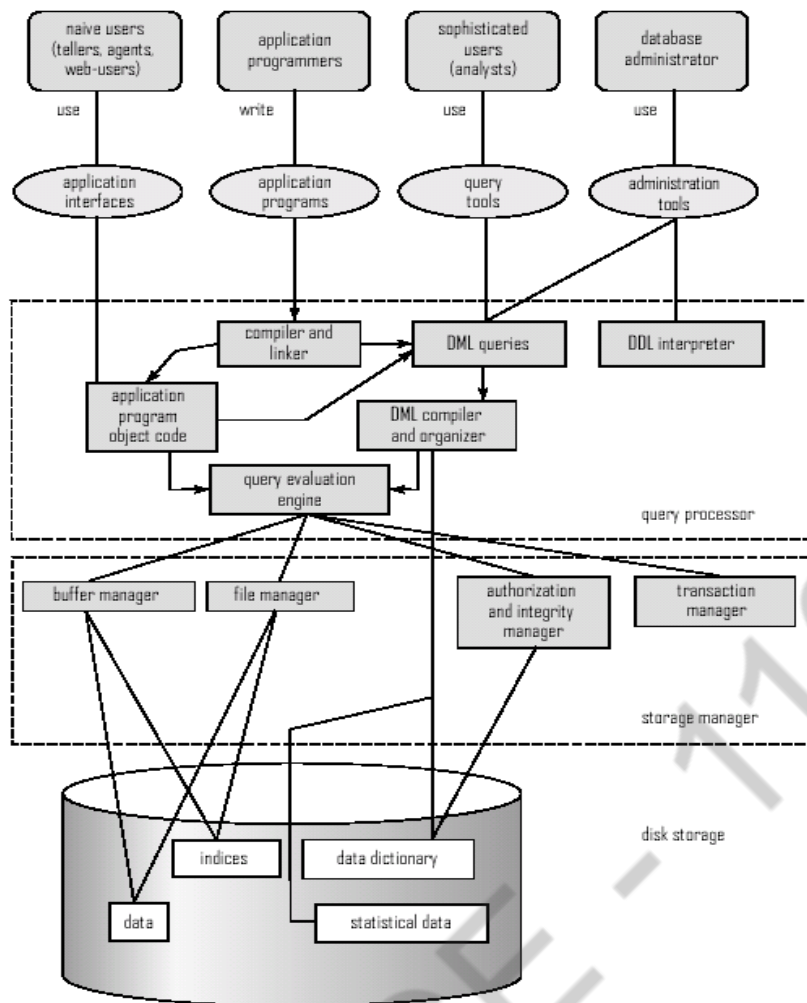 naive users
(tellers, agents,
web-users)
application
programmers
sophisticated
users
(analysts)
database
administrator
use
write
use
use
application
interfaces
application
programs
query
tools
administration
tools
compiler and
linker
DML queries
DDL interpreter
application
program
object code
DML compiler
and organizer
query evaluation
engine
query processor
buffer manager
file manager
authorization
and integrity
manager
transaction
manager
storage manager
disk storage
indices
data dictionary
data
statistical data